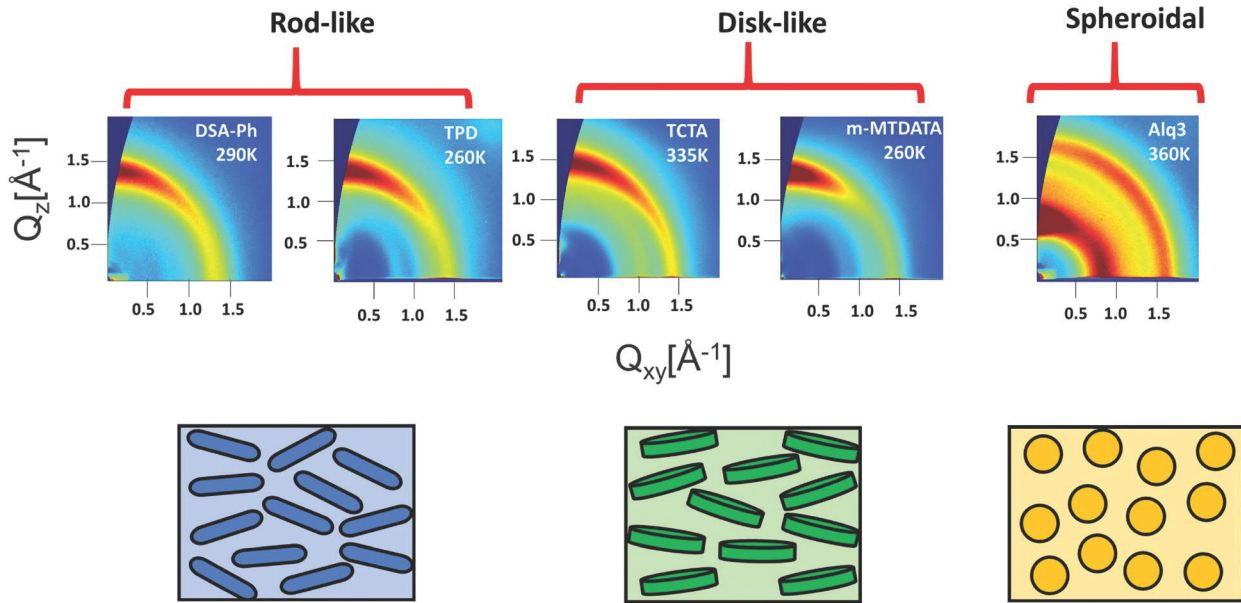 Rod-like
Disk-like
Spheroidal
DSA-Ph
290K
TPD
260K
TCTA
335K
m-MTDATA
260K
Alq3
360K
Qz[Å-1]
1.5
1.0
0.5
0.5 1.0 1.5
1.5
1.0
0.5
0.5 1.0 1.5
1.5
1.0
0.5
0.5 1.0 1.5
1.5
1.0
0.5
0.5 1.0 1.5
1.5
1.0
0.5
0.5 1.0 1.5
Qxy[Å-1]